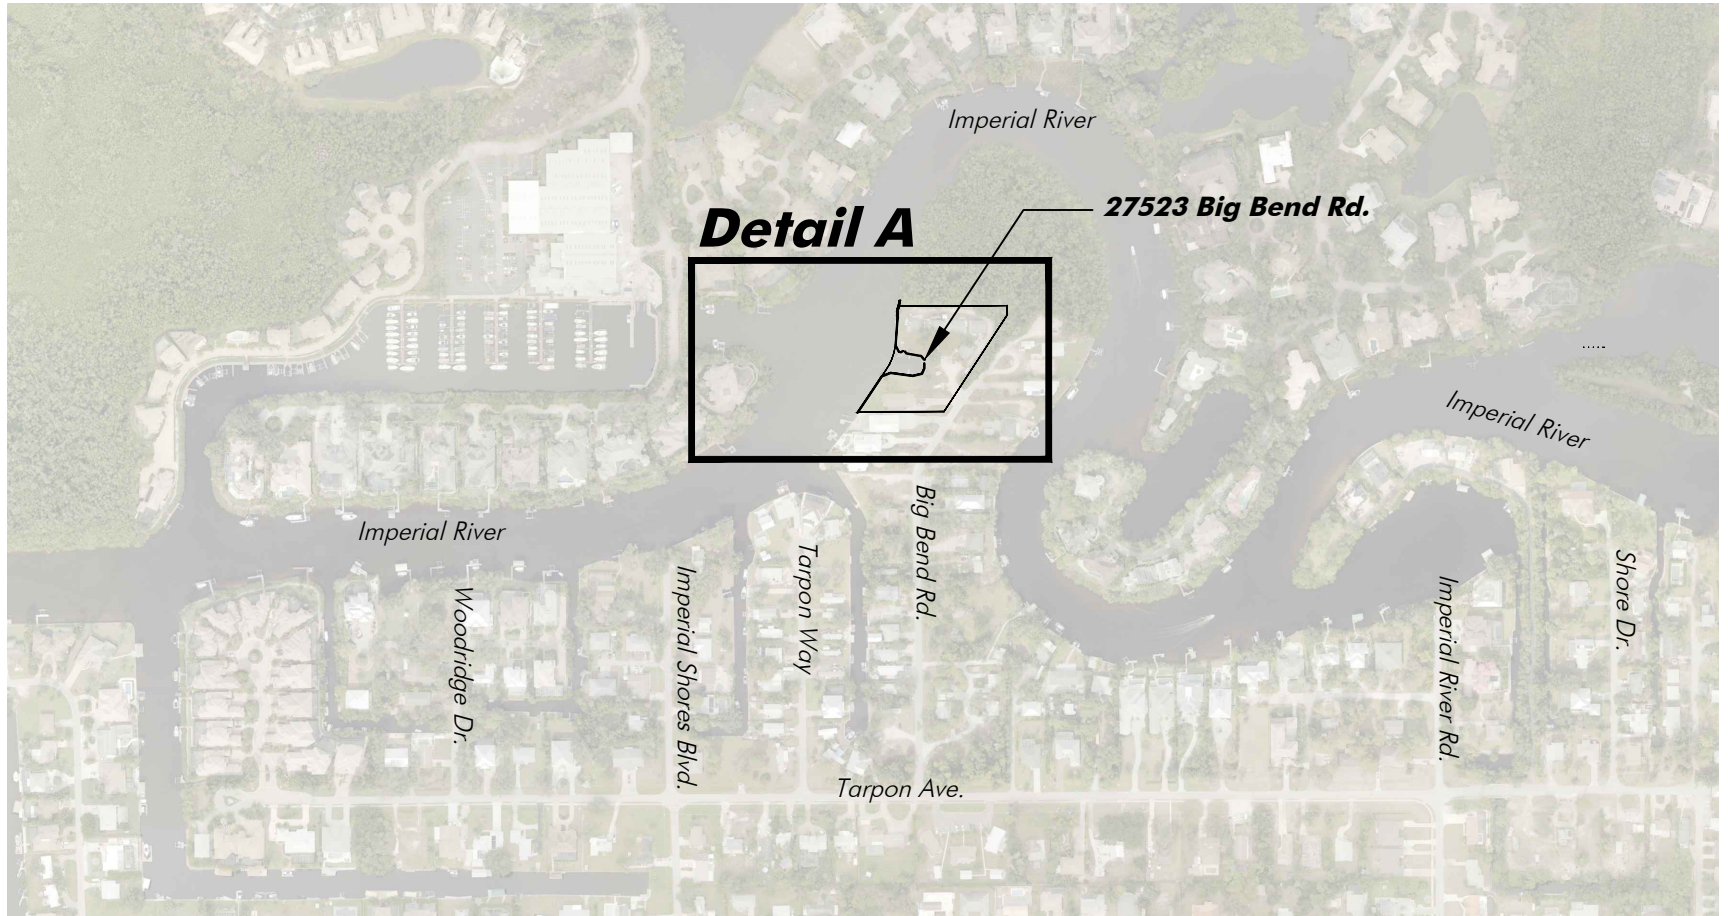 Imperial River
27523 Big Bend Rd.
Detail A
Imperial River
Imperial River
Big Bend Rd.
Tarpon Way
Imperial Shores Blvd.
Woodridge Dr.
Imperial River Rd.
Shore Dr.
Tarpon Ave.